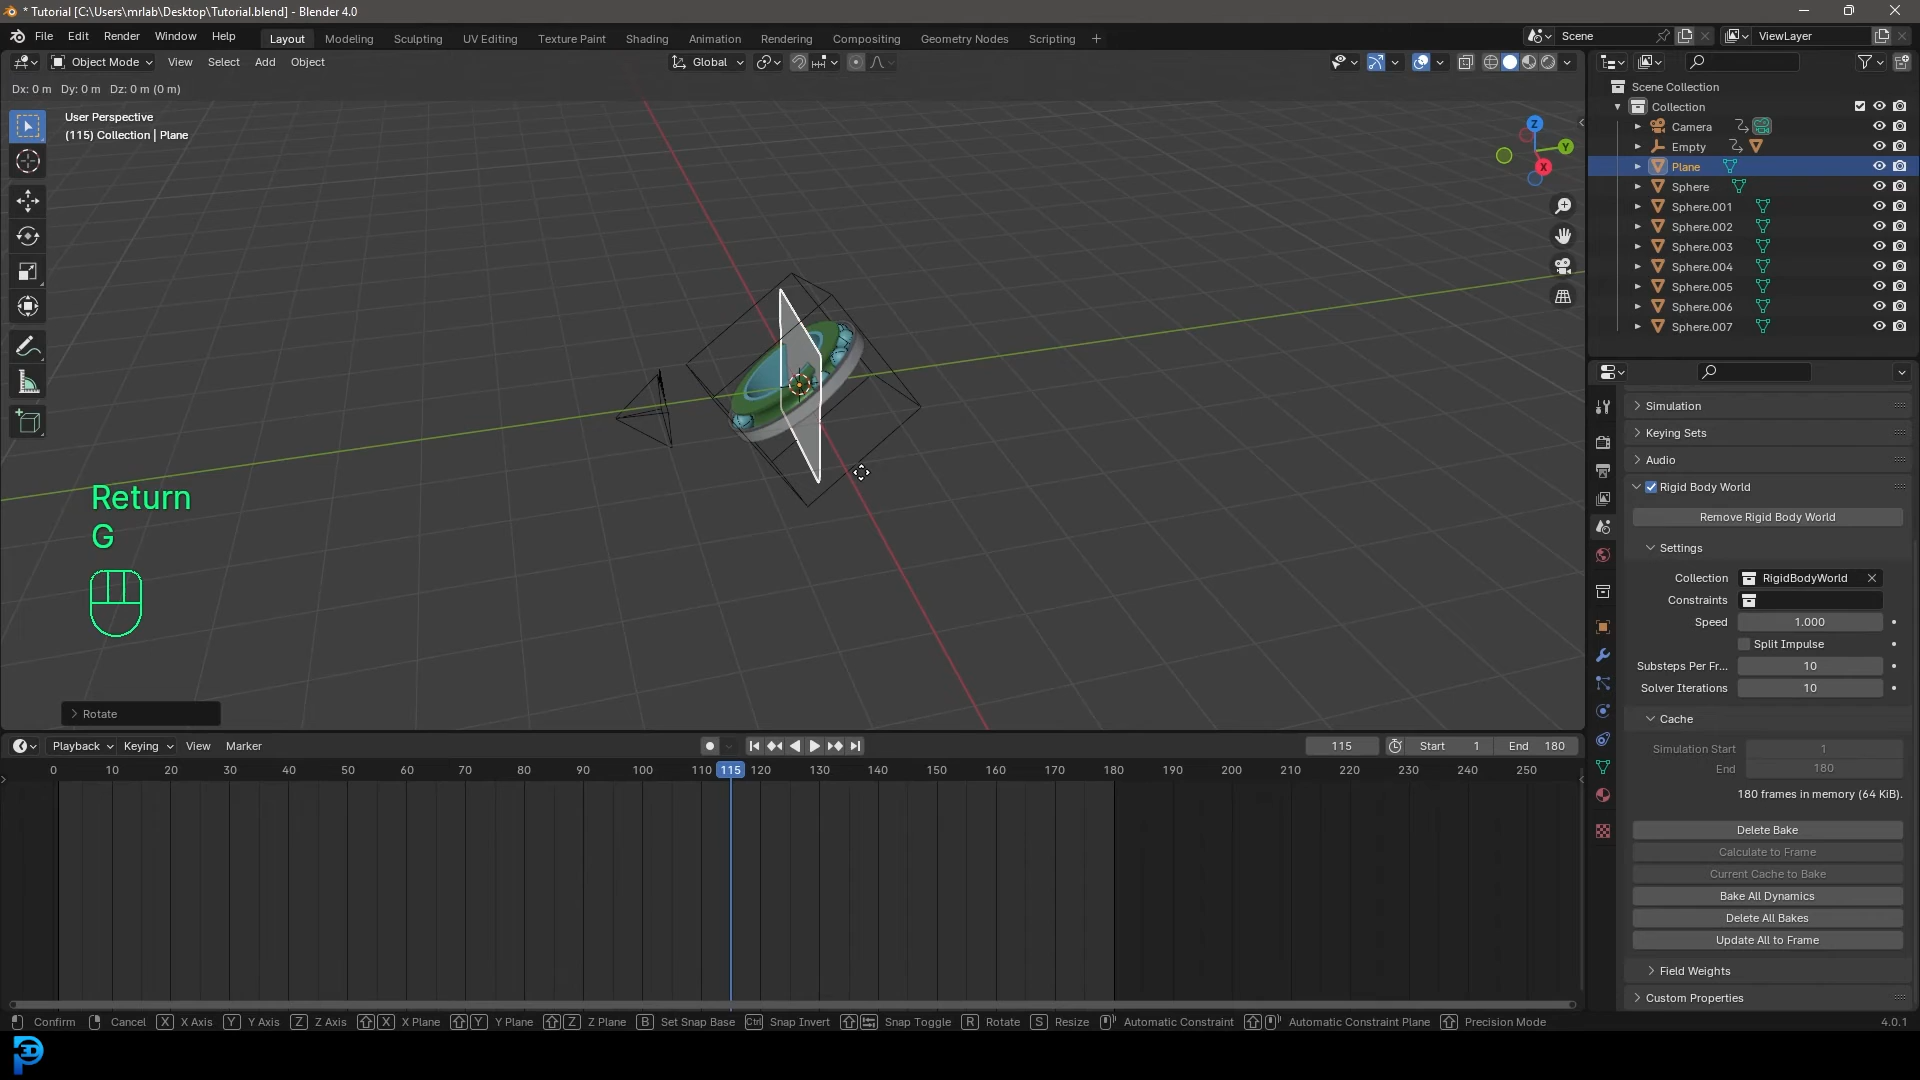 * Tutorial [C:\Users\mrlab\Desktop\Tutorial.blend] - Blender 4.0
File Edit Render Window Help
Layout Modeling Sculpting UV Editing Texture Paint Shading Animation Rendering Compositing Geometry Nodes Scripting
Scene
ViewLayer
Object Mode View Select Add Object
Global
Dx: 0 m Dy: 0 m Dz: 0 m (0 m)
User Perspective
(115) Collection | Plane
Z
Y
X
Scene Collection
Collection
Camera
Empty
Plane
Sphere
Sphere.001
Sphere.002
Sphere.003
Sphere.004
Sphere.005
Sphere.006
Sphere.007
Simulation
Keying Sets
Audio
Rigid Body World
Remove Rigid Body World
Settings
Collection RigidBodyWorld
Constraints
Speed 1.000
Split Impulse
Substeps Per Fr... 10
Solver Iterations 10
Cache
Simulation Start 1
End 180
180 frames in memory (64 KiB).
Delete Bake
Calculate to Frame
Current Cache to Bake
Bake All Dynamics
Delete All Bakes
Update All to Frame
Field Weights
Custom Properties
Return
G
Rotate
Playback Keying View Marker
115 Start 1 End 180
0 10 20 30 40 50 60 70 80 90 100 110 115 120 130 140 150 160 170 180 190 200 210 220 230 240 250
Confirm Cancel X X Axis Y Y Axis Z Z Axis X X Plane Y Y Plane Z Z Plane B Set Snap Base Ctrl Snap Invert Snap Toggle R Rotate S Resize Automatic Constraint Automatic Constraint Plane Precision Mode 4.0.1
3D